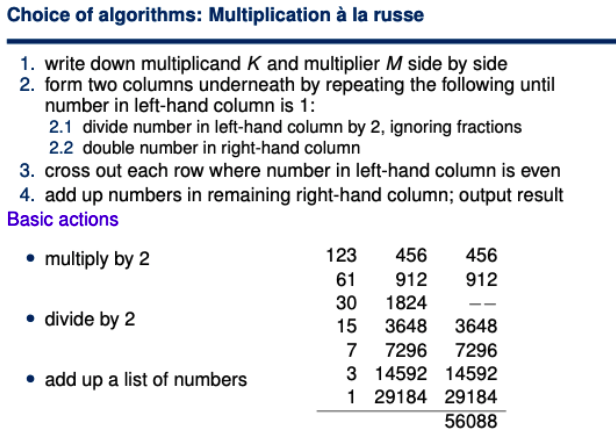 Choice of algorithms: Multiplication à la russe
1. write down multiplicand K and multiplier M side by side
2. form two columns underneath by repeating the following until
number in left-hand column is 1:
2.1 divide number in left-hand column by 2, ignoring fractions
2.2 double number in right-hand column
3. cross out each row where number in left-hand column is even
4. add up numbers in remaining right-hand column; output result
Basic actions
• multiply by 2
• divide by 2
• add up a list of numbers
123 456 456
61 912 912
30 1824 −−
15 3648 3648
7 7296 7296
3 14592 14592
1 29184 29184
56088